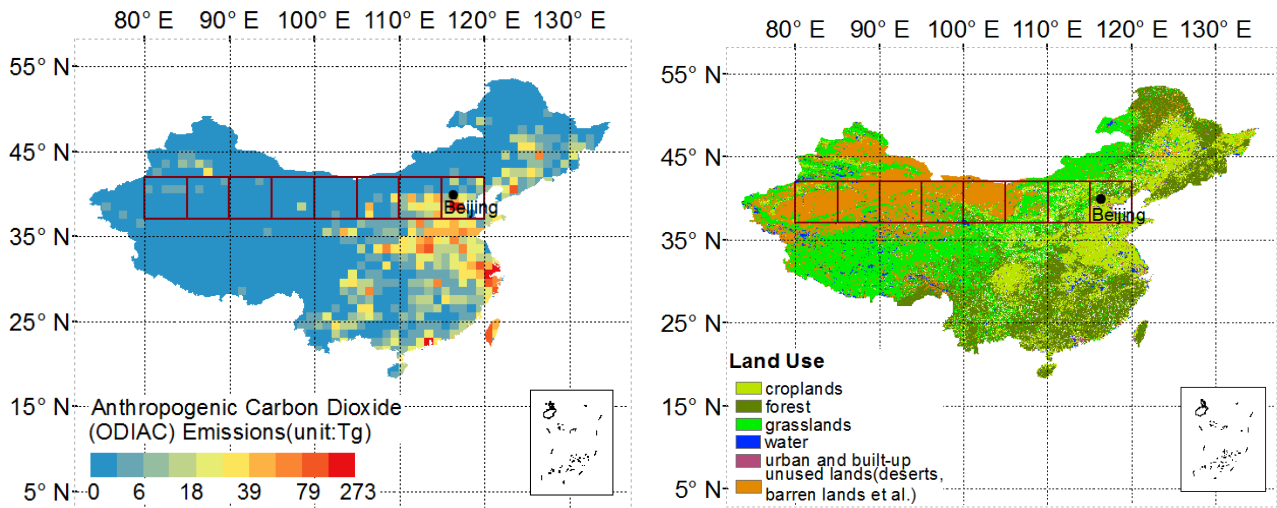 80° E 90° E 100° E 110° E 120° E 130° E
55° N
45° N
35° N
25° N
15° N
5° N
Beijing
Anthropogenic Carbon Dioxide
(ODIAC) Emissions(unit:Tg)
0 6 18 39 79 273
80° E 90° E 100° E 110° E 120° E 130° E
55° N
45° N
35° N
25° N
15° N
5° N
Beijing
Land Use
croplands
forest
grasslands
water
urban and built-up
unused lands(deserts,
barren lands et al.)